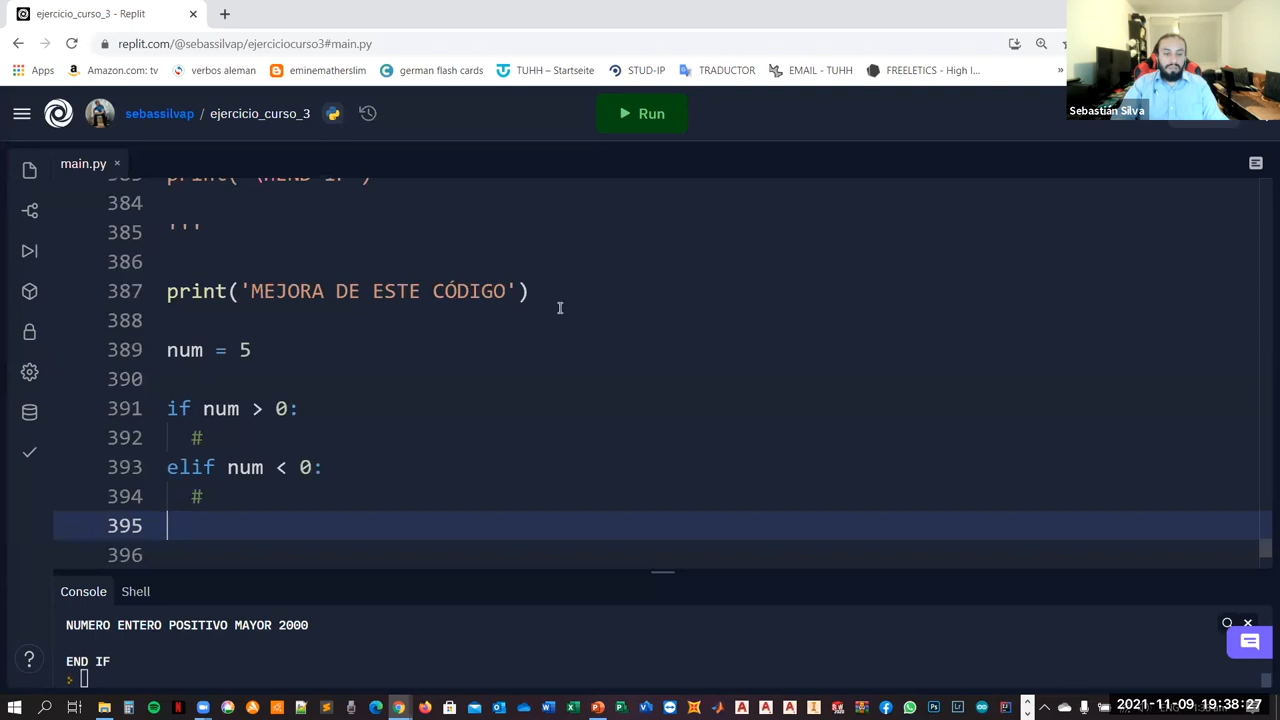 ejercicio_curso_3 - Replit
replit.com/@sebassilvap/ejerciciocurso3#main.py
Apps Amazon.com: tv verbos aleman eminematherslim german flash cards TUHH – Startseite STUD-IP TRADUCTOR EMAIL - TUHH FREELETICS - High I... »
Sebastián Silva
sebassilvap / ejercicio_curso_3
Run
main.py
384
385 '''
386
387 print('MEJORA DE ESTE CÓDIGO')
388
389 num = 5
390
391 if num > 0:
392 #
393 elif num < 0:
394 #
395
396
Console Shell
NUMERO ENTERO POSITIVO MAYOR 2000
END IF
2021-11-09 19:38:27